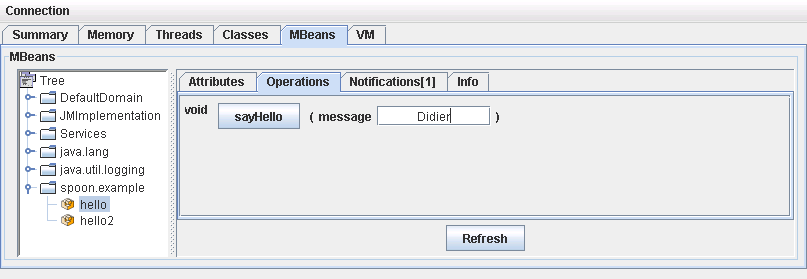 Connection
Summary Memory Threads Classes MBeans VM
MBeans
Tree
DefaultDomain
JMImplementation
Services
java.lang
java.util.logging
spoon.example
hello
hello2
Attributes Operations Notifications[1] Info
void sayHello ( message Didier )
Refresh